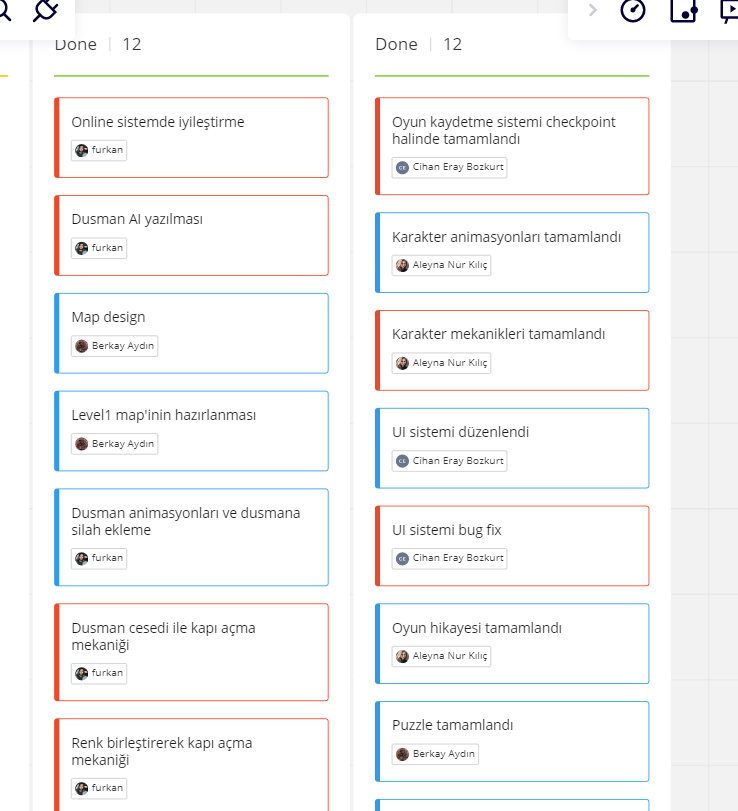 Done | 12
Online sistemde iyileştirme
furkan
Dusman AI yazılması
furkan
Map design
Berkay Aydın
Level1 map'inin hazırlanması
Berkay Aydın
Dusman animasyonları ve dusmana
silah ekleme
furkan
Dusman cesedi ile kapı açma
mekaniği
furkan
Renk birleştirerek kapı açma
mekaniği
furkan
Done | 12
Oyun kaydetme sistemi checkpoint
halinde tamamlandı
CE Cihan Eray Bozkurt
Karakter animasyonları tamamlandı
Aleyna Nur Kılıç
Karakter mekanikleri tamamlandı
Aleyna Nur Kılıç
UI sistemi düzenlendi
CE Cihan Eray Bozkurt
UI sistemi bug fix
CE Cihan Eray Bozkurt
Oyun hikayesi tamamlandı
Aleyna Nur Kılıç
Puzzle tamamlandı
Berkay Aydın